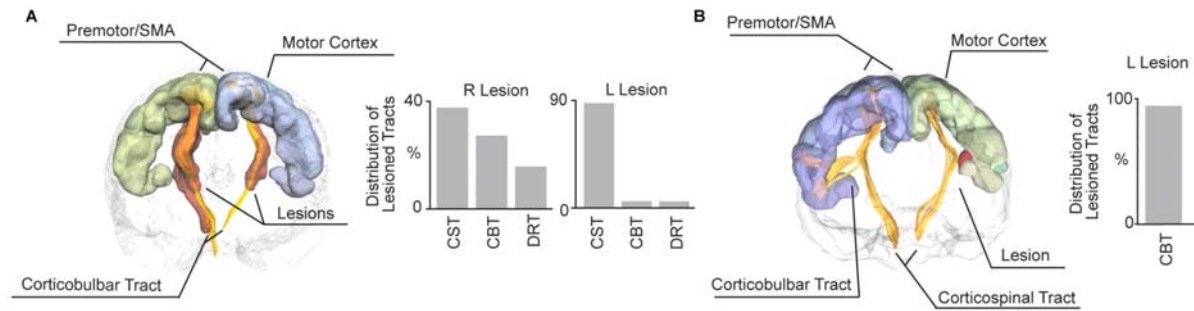 A
Premotor/SMA
Motor Cortex
Lesions
Corticobulbar Tract
Distribution of
Lesioned Tracts
%
40
0
R Lesion
CST
CBT
DRT
90
0
L Lesion
CST
CBT
DRT
B
Premotor/SMA
Motor Cortex
Lesion
Corticobulbar Tract
Corticospinal Tract
L Lesion
Distribution of
Lesioned Tracts
%
100
0
CBT